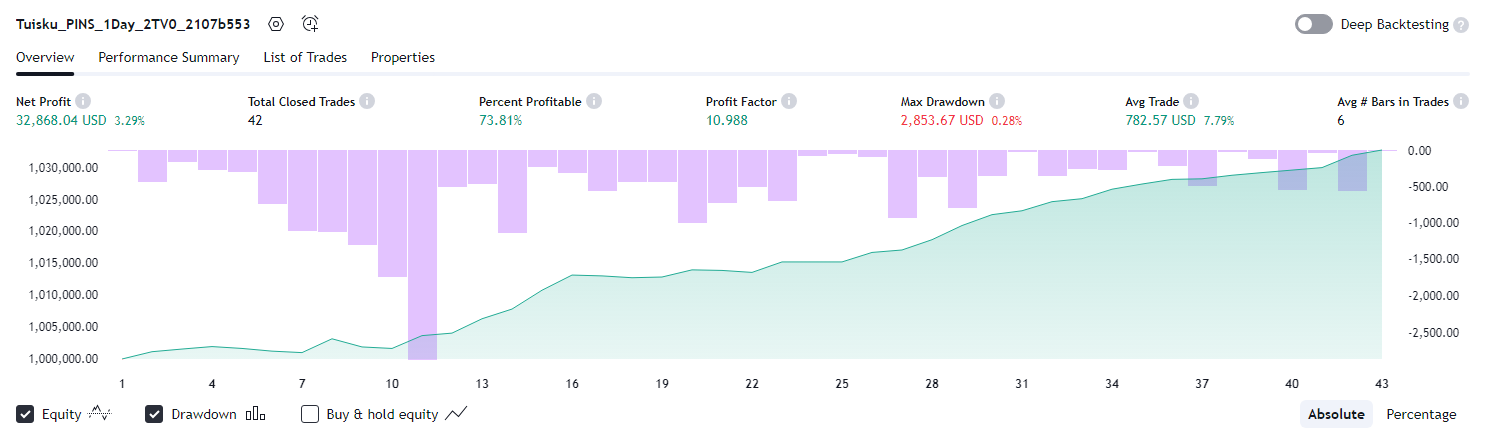 Tuisku_PINS_1Day_2TV0_2107b553
Deep Backtesting ?
Overview Performance Summary List of Trades Properties
Net Profit i Total Closed Trades i Percent Profitable i Profit Factor i Max Drawdown i Avg Trade i Avg # Bars in Trades i
32,868.04 USD 3.29% 42 73.81% 10.988 2,853.67 USD 0.28% 782.57 USD 7.79% 6
1,030,000.00
1,025,000.00
1,020,000.00
1,015,000.00
1,010,000.00
1,005,000.00
1,000,000.00
0.00
-500.00
-1,000.00
-1,500.00
-2,000.00
-2,500.00
1 4 7 10 13 16 19 22 25 28 31 34 37 40 43
Equity Drawdown Buy & hold equity Absolute Percentage